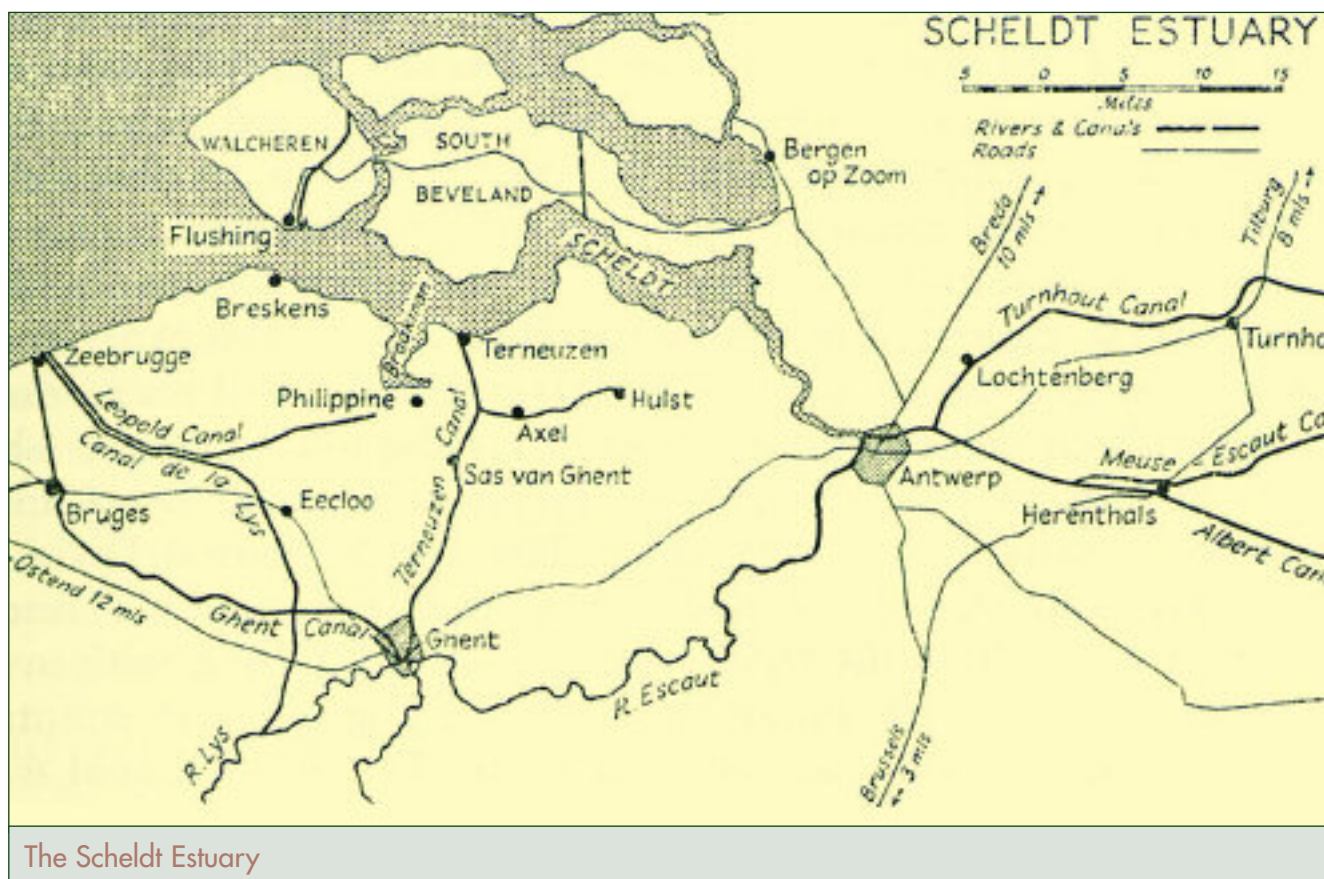 SCHELDT ESTUARY
5 0 5 10 15
Miles
Rivers & Canals
Roads
WALCHEREN
SOUTH
BEVELAND
Bergen
op Zoom
Flushing
SCHELDT
Breda
10 mls
Tilburg
8 mls
Breskens
Braakman
Turnhout Canal
Zeebrugge
Terneuzen
Turnho
Lochtenberg
Philippine
Hulst
Axel
Leopold Canal
Canal de la
Lys
Terneuzen Canal
Sas van Ghent
Meuse - Escaut Ca
Antwerp
Bruges
Eecloo
Herenthals
Albert Can
Ostend 12 mls
Ghent Canal
Ghent
R. Escaut
R. Lys
Brussels
3 mls
The Scheldt Estuary